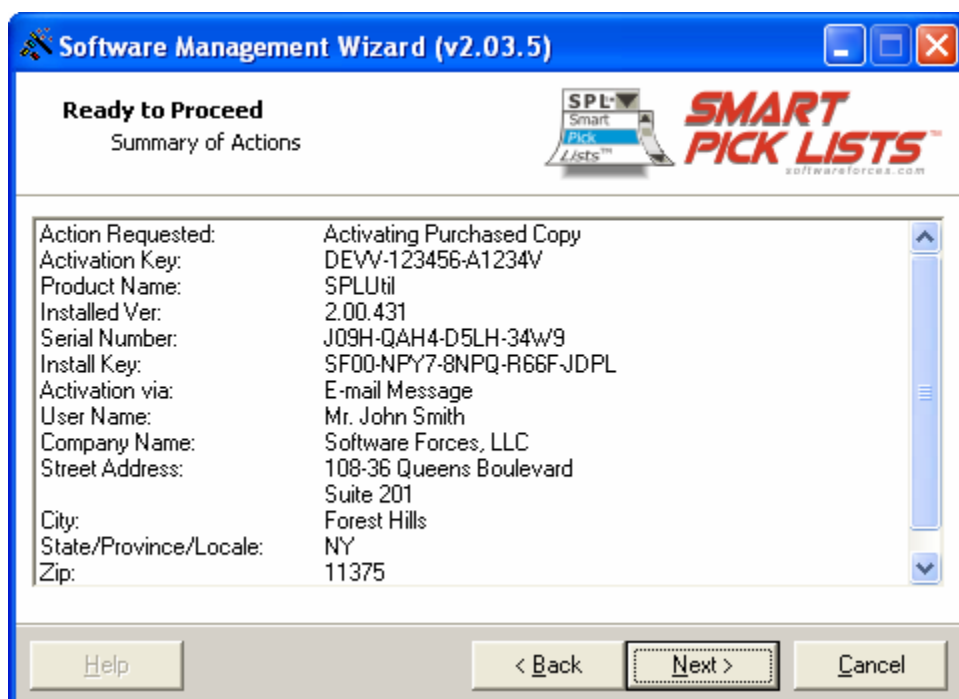 Software Management Wizard (v2.03.5)
Ready to Proceed
Summary of Actions
SPL™
Smart
Pick
Lists™
SMART
PICK LISTS™
softwareforces.com
Action Requested: Activating Purchased Copy
Activation Key: DEVV-123456-A1234V
Product Name: SPLUtil
Installed Ver: 2.00.431
Serial Number: J09H-QAH4-D5LH-34W9
Install Key: SF00-NPY7-8NPQ-R66F-JDPL
Activation via: E-mail Message
User Name: Mr. John Smith
Company Name: Software Forces, LLC
Street Address: 108-36 Queens Boulevard
Suite 201
City: Forest Hills
State/Province/Locale: NY
Zip: 11375
Help
< Back
Next >
Cancel